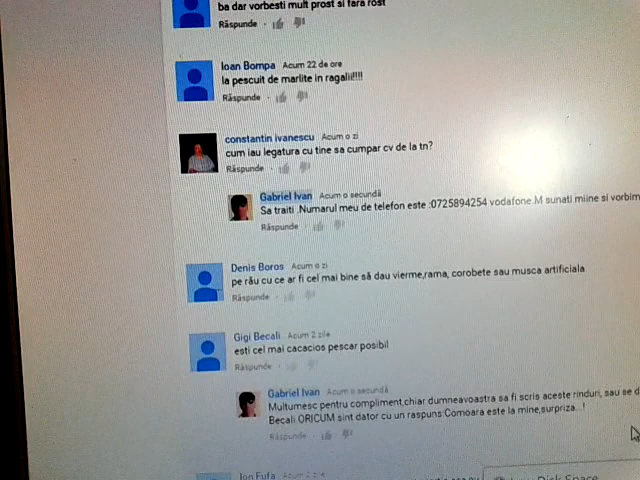 ba dar vorbesti mult prost si fara rost
Răspunde ·
Ioan Bompa Acum 22 de ore
la pescuit de marlite in ragalii!!!!
Răspunde ·
constantin ivanescu Acum o zi
cum iau legatura cu tine sa cumpar cv de la tn?
Răspunde ·
Gabriel Ivan Acum o secundă
Sa traiti .Numarul meu de telefon este :0725894254 vodafone.M sunati miine si vorbim
Răspunde ·
Denis Boros Acum o zi
pe râu cu ce ar fi cel mai bine să dau vierme,rama, corobete sau musca artificiala
Răspunde ·
Gigi Becali Acum 2 zile
esti cel mai cacacios pescar posibil
Răspunde ·
Gabriel Ivan Acum o secundă
Multumesc pentru compliment,chiar dumneavoastra sa fi scris aceste rinduri, sau se d
Becali ORICUM sint dator cu un raspuns:Comoara este la mine,surpriza...!
Răspunde ·
Ion Fufa Acum 2 zile
Disk Space